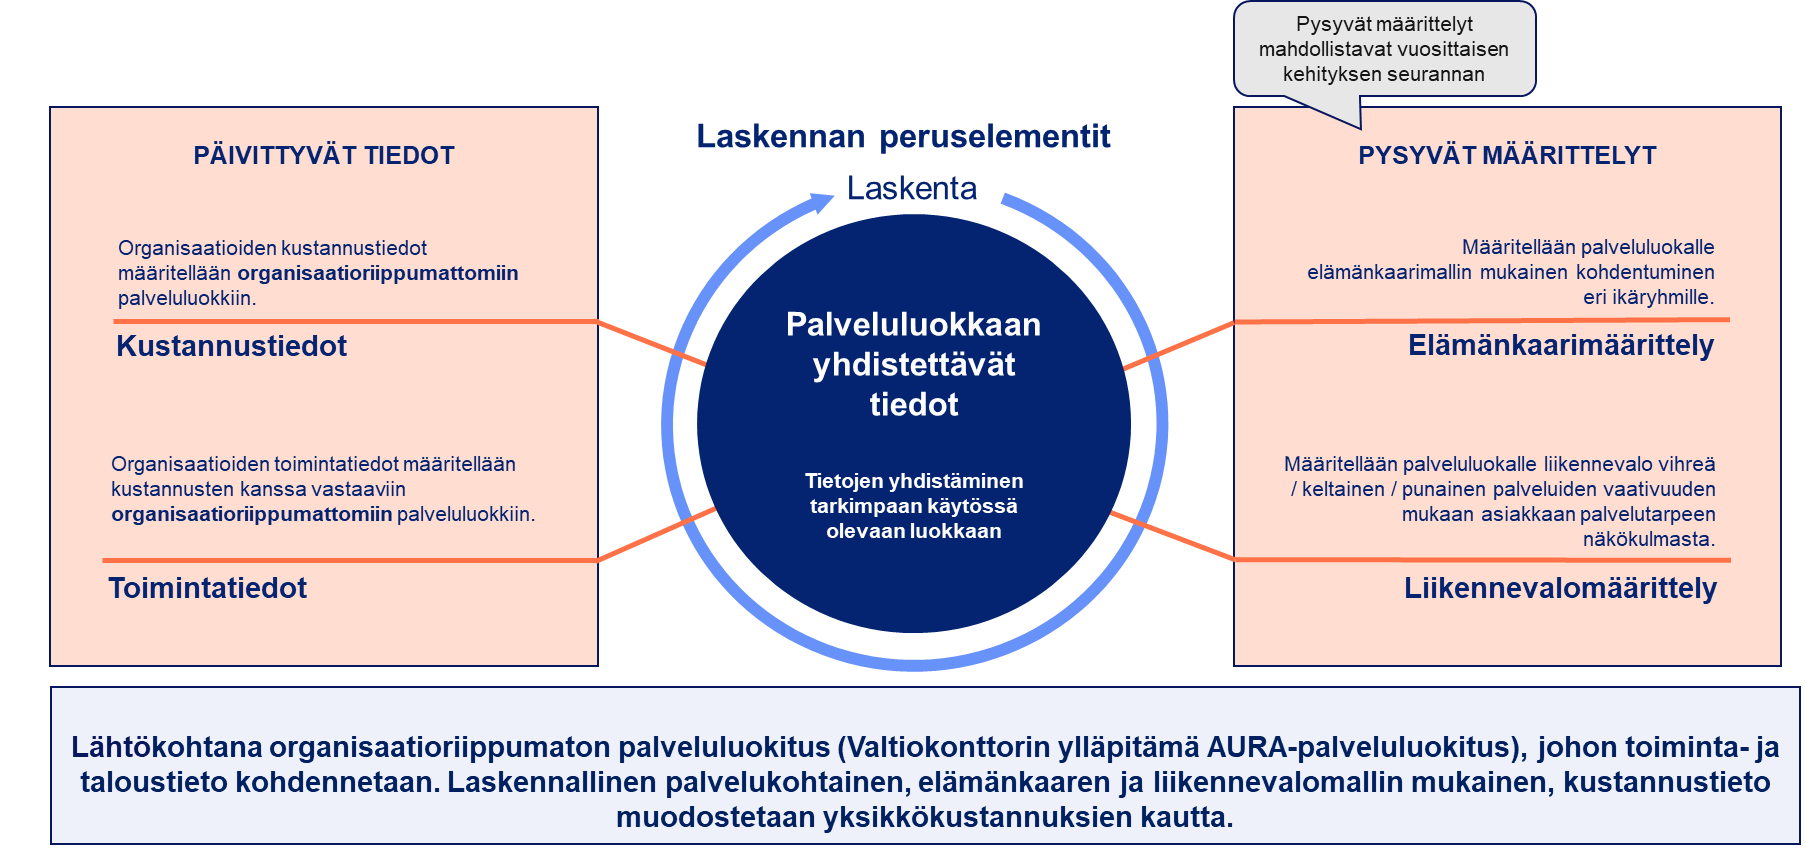 Pysyvät määrittelyt
mahdollistavat vuosittaisen
kehityksen seurannan
Laskennan peruselementit
Laskenta
PÄIVITTYVÄT TIEDOT
Organisaatioiden kustannustiedot
määritellään organisaatioriippumattomiin
palveluluokkiin.
Kustannustiedot
Organisaatioiden toimintatiedot määritellään
kustannusten kanssa vastaaviin
organisaatioriippumattomiin palveluluokkiin.
Toimintatiedot
Palveluluokkaan
yhdistettävät
tiedot
Tietojen yhdistäminen
tarkimpaan käytössä
olevaan luokkaan
PYSYVÄT MÄÄRITTELYT
Määritellään palveluluokalle
elämänkaarimallin mukainen kohdentuminen
eri ikäryhmille.
Elämänkaarimäärittely
Määritellään palveluluokalle liikennevalo vihreä
/ keltainen / punainen palveluiden vaativuuden
mukaan asiakkaan palvelutarpeen
näkökulmasta.
Liikennevalomäärittely
Lähtökohtana organisaatioriippumaton palveluluokitus (Valtiokonttorin ylläpitämä AURA-palveluluokitus), johon toiminta- ja
taloustieto kohdennetaan. Laskennallinen palvelukohtainen, elämänkaaren ja liikennevalomallin mukainen, kustannustieto
muodostetaan yksikkökustannuksien kautta.